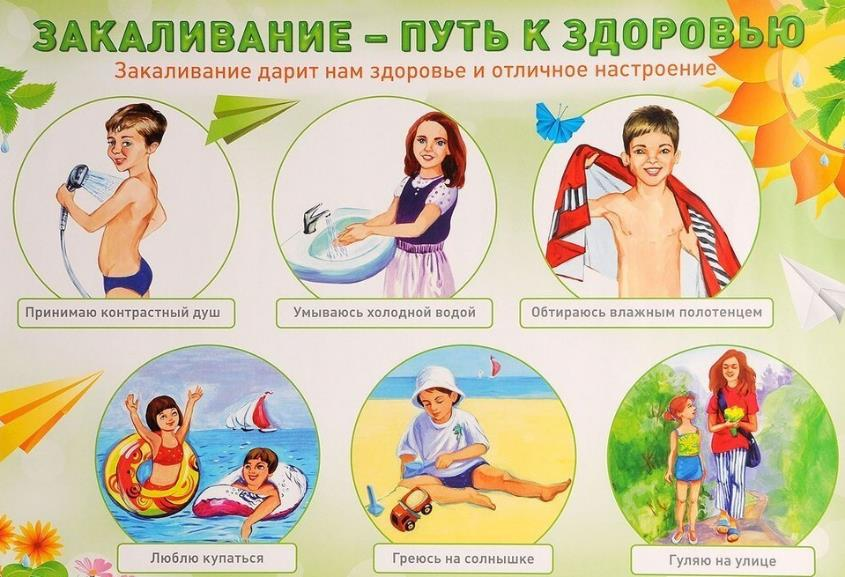 ЗАКАЛИВАНИЕ – ПУТЬ К ЗДОРОВЬЮ
Закаливание дарит нам здоровье и отличное настроение
Принимаю контрастный душ
Умываюсь холодной водой
Обтираюсь влажным полотенцем
Люблю купаться
Греюсь на солнышке
Гуляю на улице